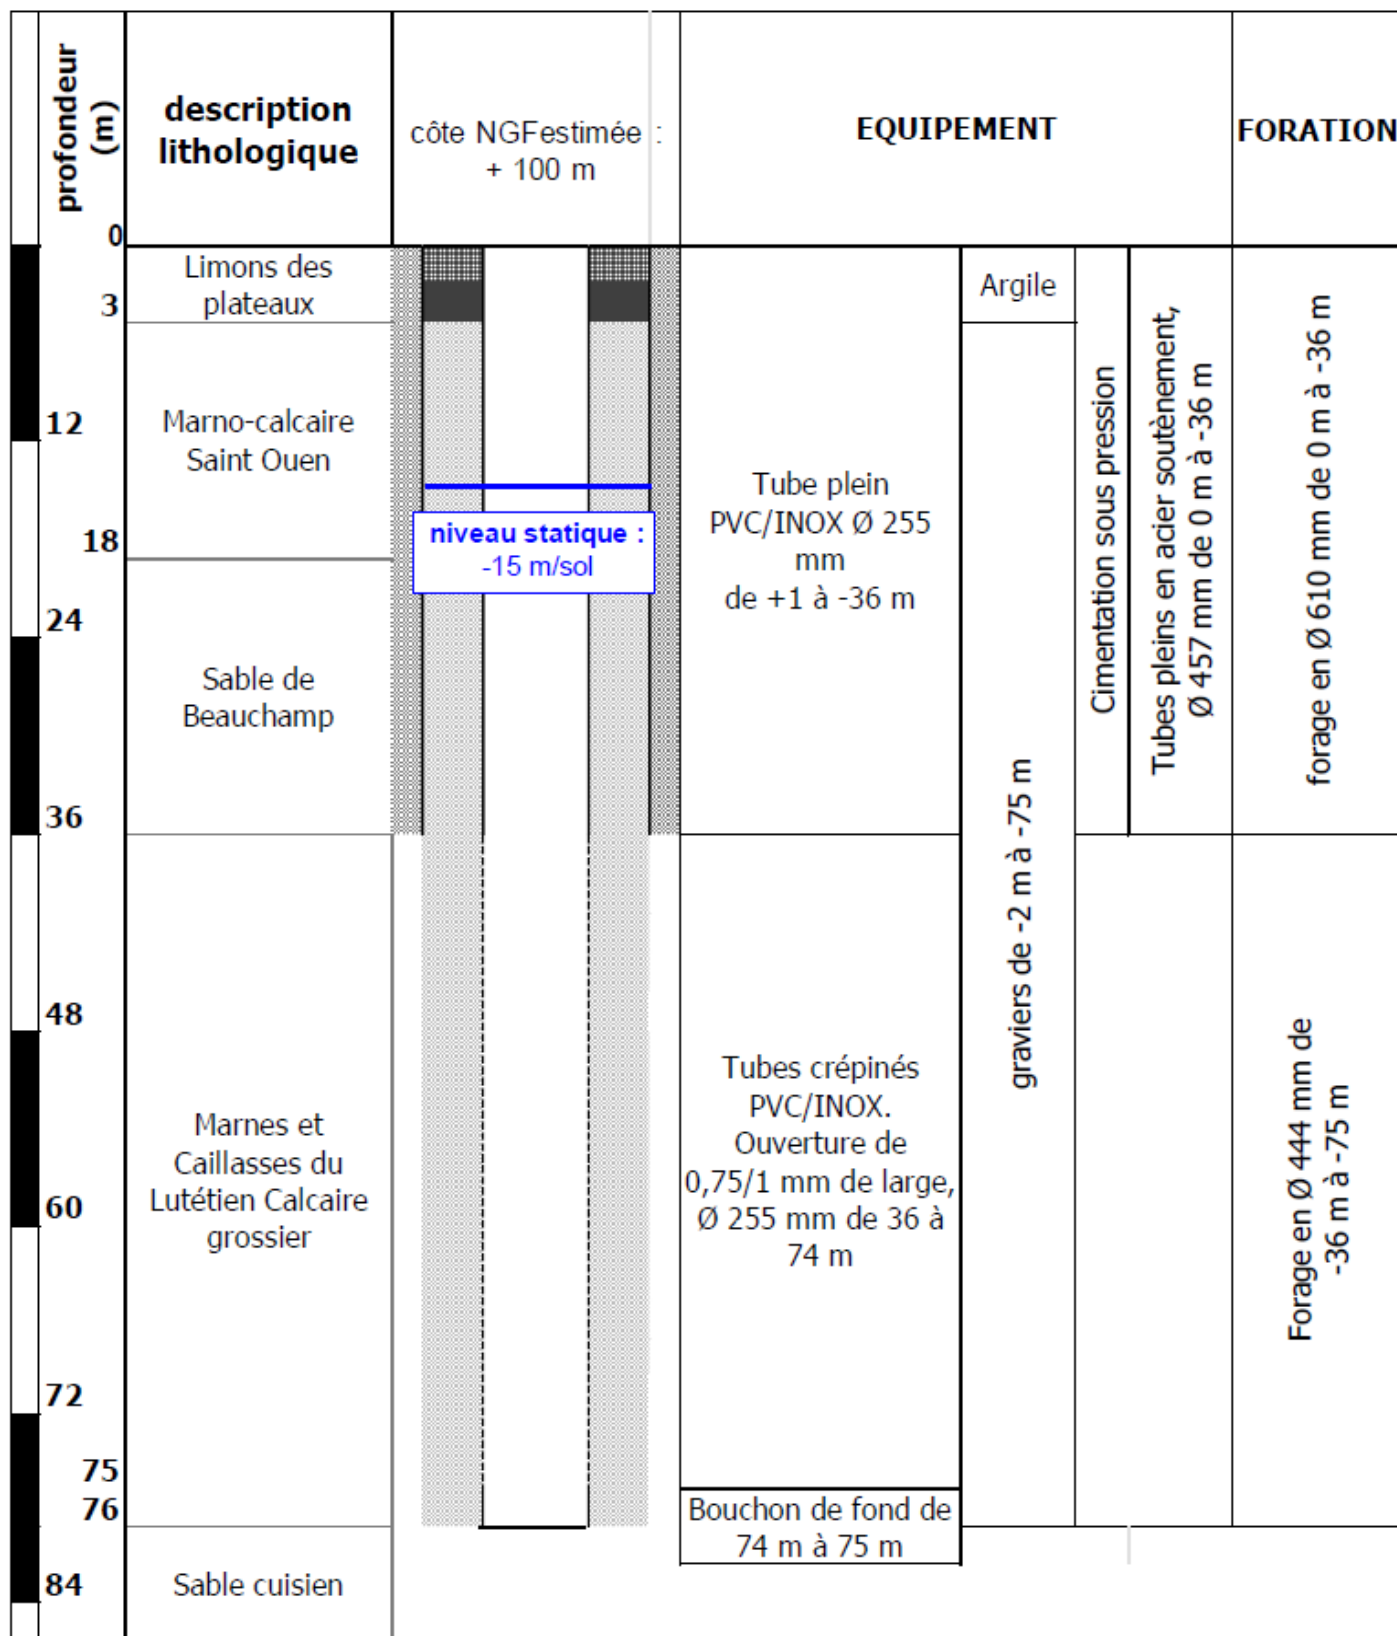 profondeur
(m)
description
lithologique
côte NGFestimée :
+ 100 m
EQUIPEMENT
FORATION
0
3
12
18
24
36
48
60
72
75
76
84
Limons des
plateaux
Marno-calcaire
Saint Ouen
Sable de
Beauchamp
Marnes et
Caillasses du
Lutétien Calcaire
grossier
Sable cuisien
niveau statique :
-15 m/sol
Tube plein
PVC/INOX Ø 255
mm
de +1 à -36 m
Tubes crépinés
PVC/INOX.
Ouverture de
0,75/1 mm de large,
Ø 255 mm de 36 à
74 m
Bouchon de fond de
74 m à 75 m
Argile
graviers de -2 m à -75 m
Cimentation sous pression
Tubes pleins en acier soutènement,
Ø 457 mm de 0 m à -36 m
forage en Ø 610 mm de 0 m à -36 m
Forage en Ø 444 mm de
-36 m à -75 m